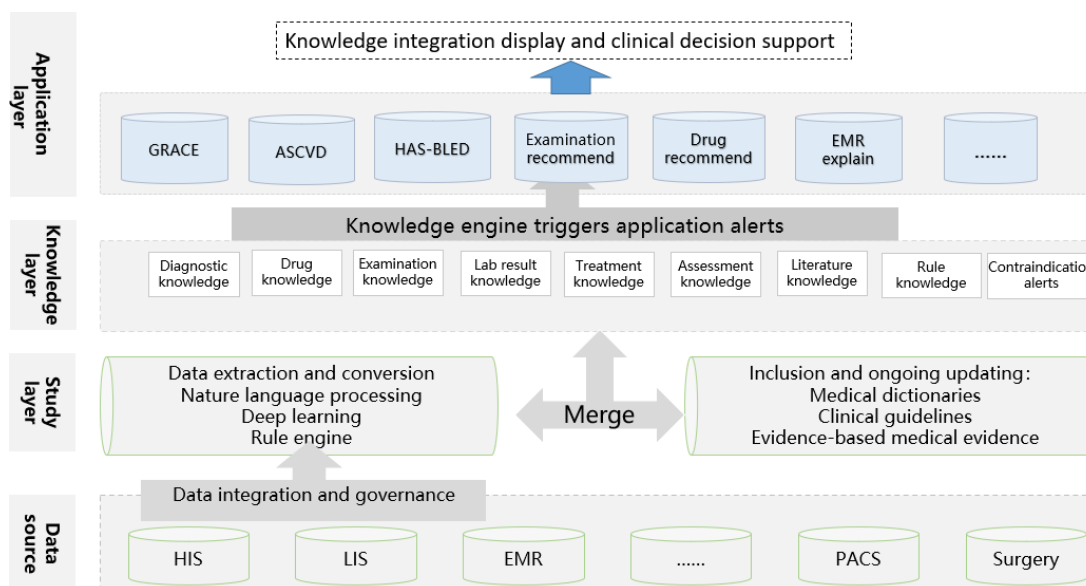 Application
layer
Knowledge integration display and clinical decision support
GRACE
ASCVD
HAS-BLED
Examination
recommend
Drug
recommend
EMR
explain
......
Knowledge
layer
Knowledge engine triggers application alerts
Diagnostic
knowledge
Drug
knowledge
Examination
knowledge
Lab result
knowledge
Treatment
knowledge
Assessment
knowledge
Literature
knowledge
Rule
knowledge
Contraindication
alerts
Study
layer
Data extraction and conversion
Nature language processing
Deep learning
Rule engine
Merge
Inclusion and ongoing updating:
Medical dictionaries
Clinical guidelines
Evidence-based medical evidence
Data
source
Data integration and governance
HIS
LIS
EMR
......
PACS
Surgery